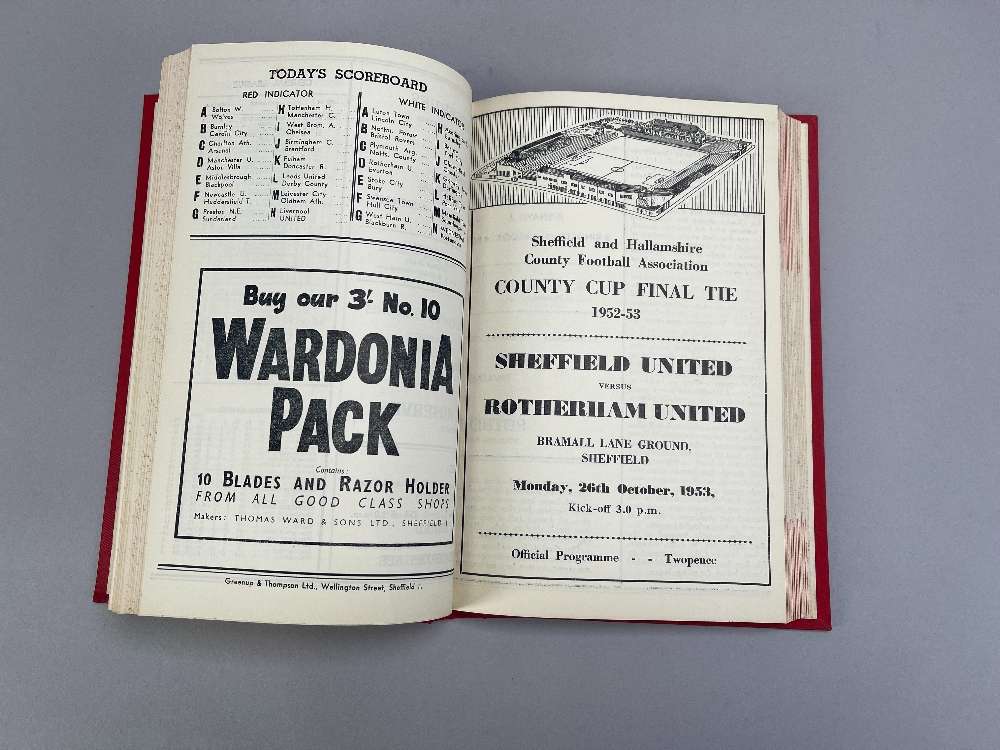 TODAY'S SCOREBOARD
RED INDICATOR
A Bolton W. Wolves
B Burnley Cardiff City
C Charlton Ath. Arsenal
D Manchester U. Aston Villa
E Middlesbrough Blackpool
F Newcastle U. Huddersfield T.
G Preston N.E. Sunderland
H Tottenham H. Manchester C.
I West Brom. A. Chelsea
J Birmingham C. Brentford
K Fulham Doncaster R.
L Leeds United Derby County
M Leicester City Oldham Ath.
N Liverpool UNITED
WHITE
A Luton Town Lincoln City
B Nottm. Forest Bristol Rovers
C Plymouth Arg. Notts. County
D Rotherham U. Everton
E Stoke City Bury
F Swansea Town Hull City
G West Ham U. Blackburn R.
H
I
J
K
L
M
N
Buy our 3/- No. 10
WARDONIA
PACK
Contains:
10 BLADES AND RAZOR HOLDER
FROM ALL GOOD CLASS SHOPS
Makers: THOMAS WARD & SONS LTD., SHEFFIELD
Greenup & Thompson Ltd., Wellington Street, Sheffield
Sheffield and Hallamshire
County Football Association
COUNTY CUP FINAL TIE
1952-53
SHEFFIELD UNITED
VERSUS
ROTHERHAM UNITED
BRAMALL LANE GROUND,
SHEFFIELD
Monday, 26th October, 1953,
Kick-off 3.0 p.m.
Official Programme - - Twopence